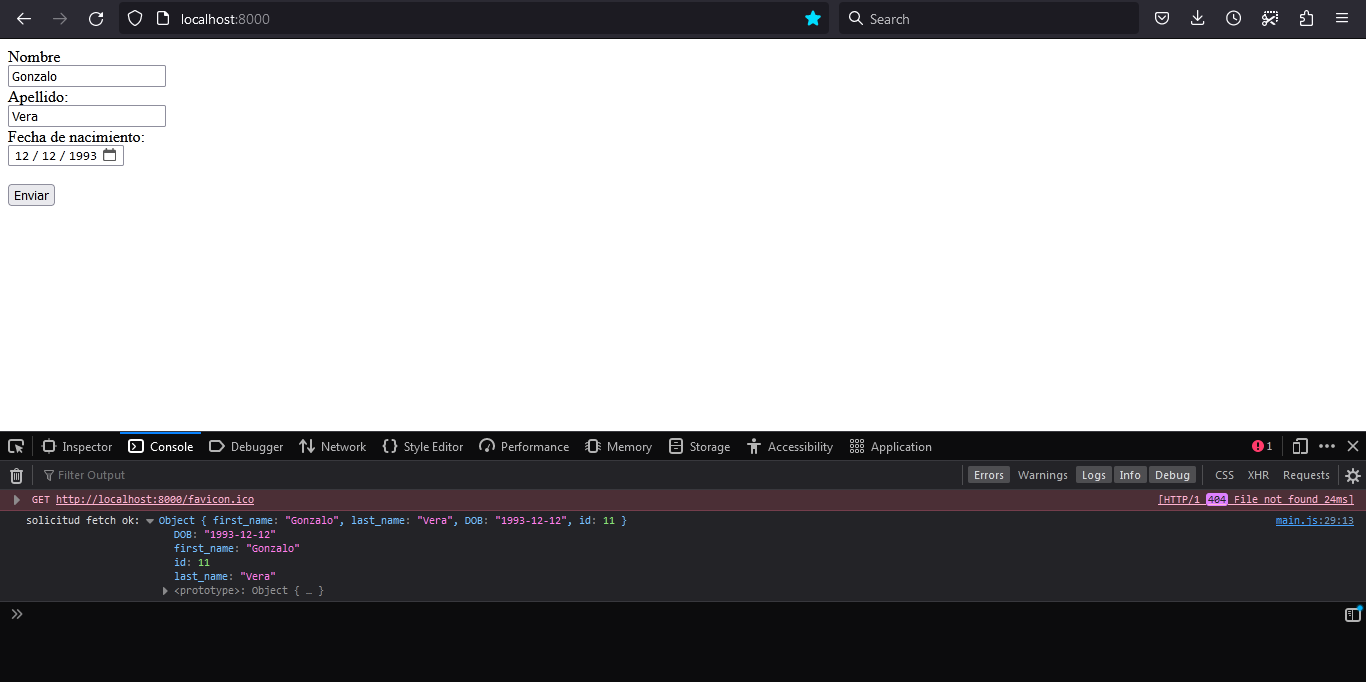 localhost:8000 Search
Nombre
Gonzalo
Apellido:
Vera
Fecha de nacimiento:
12 / 12 / 1993
Enviar
Inspector Console Debugger Network {} Style Editor Performance Memory Storage Accessibility Application 1
Filter Output Errors Warnings Logs Info Debug CSS XHR Requests
GET http://localhost:8000/favicon.ico [HTTP/1 404 File not found 24ms]
solicitud fetch ok: Object { first_name: "Gonzalo", last_name: "Vera", DOB: "1993-12-12", id: 11 } main.js:29:13
DOB: "1993-12-12"
first_name: "Gonzalo"
id: 11
last_name: "Vera"
<prototype>: Object { … }